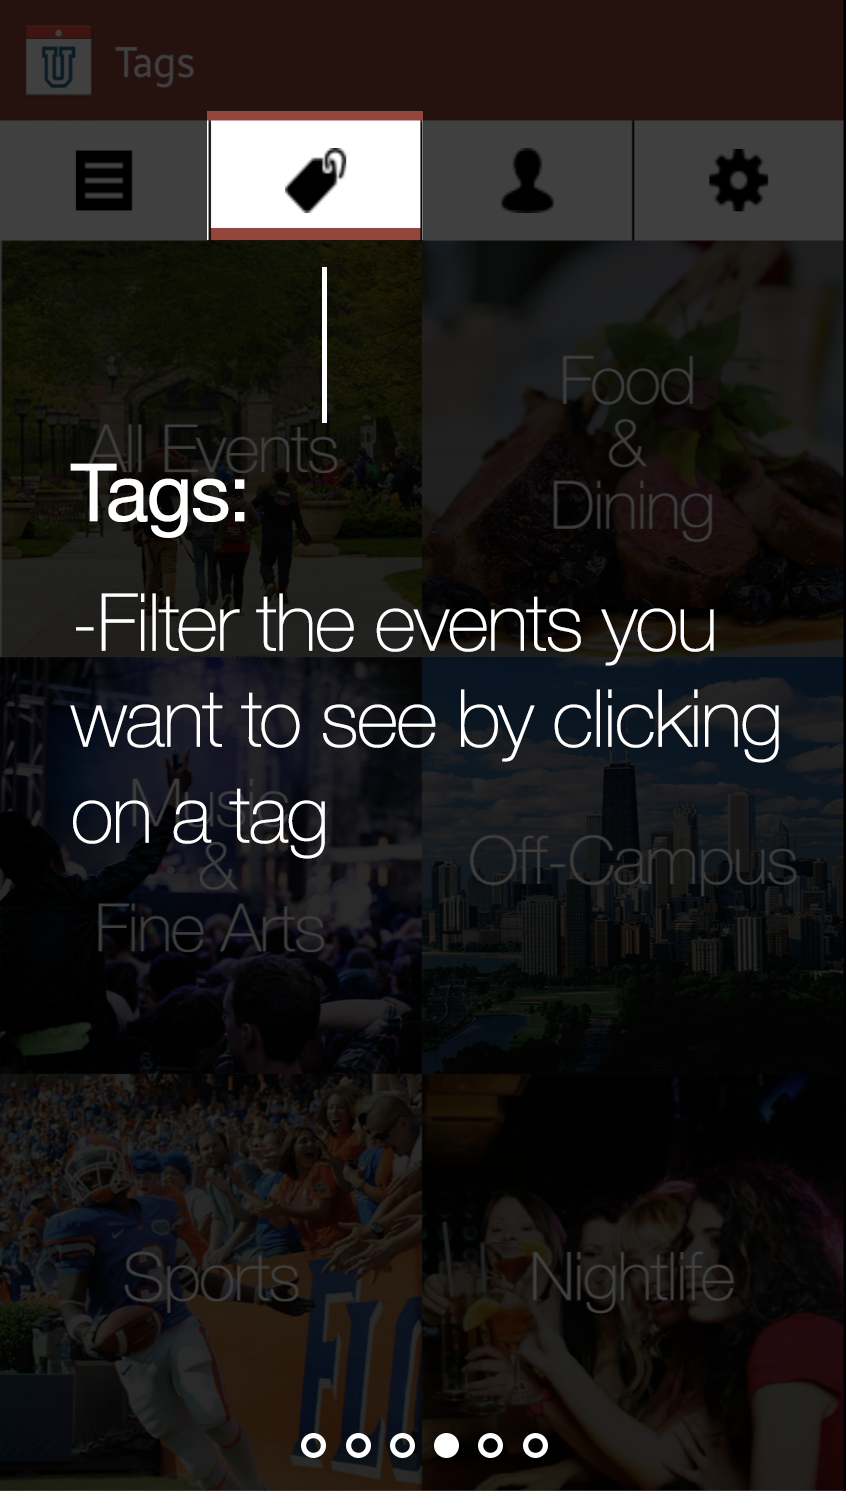 U
Tags
All Events
Food
&
Dining
Tags:
-Filter the events you
want to see by clicking
on a tag
Music
&
Fine Arts
Off-Campus
FLO
Sports
Nightlife